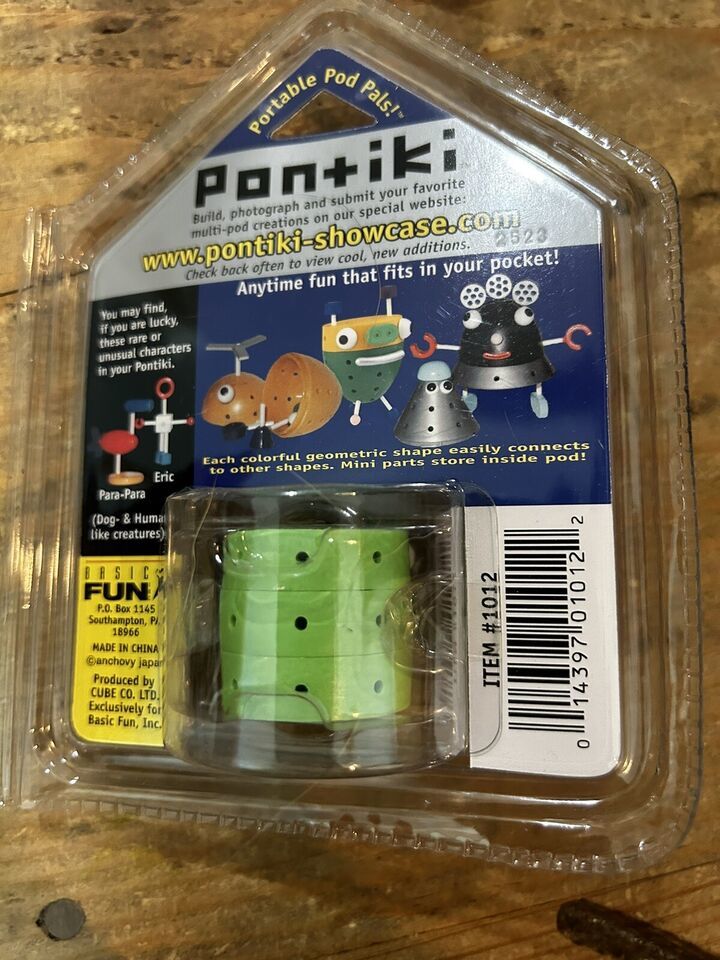 Portable Pod Pals!™
Pontiki™
Build, photograph and submit your favorite
multi-pod creations on our special website:
www.pontiki-showcase.com
2523
Check back often to view cool, new additions.
Anytime fun that fits in your pocket!
You may find,
if you are lucky,
these rare or
unusual characters
in your Pontiki.
Eric
Para-Para
(Dog- & Human
like creatures)
Each colorful geometric shape easily connects
to other shapes. Mini parts store inside pod!
BASIC
FUN
P.O. Box 1145
Southampton, PA
18966
MADE IN CHINA
©anchovy japan
Produced by
CUBE CO. LTD.
Exclusively for
Basic Fun, Inc.
ITEM #1012
0 14397 01012 2